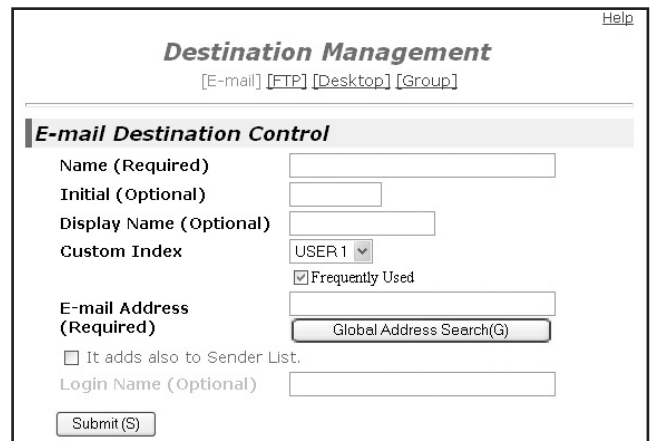 Help
Destination Management
[E-mail] [FTP] [Desktop] [Group]
E-mail Destination Control
Name (Required)
Initial (Optional)
Display Name (Optional)
Custom Index USER 1
Frequently Used
E-mail Address
(Required)
Global Address Search(G)
It adds also to Sender List.
Login Name (Optional)
Submit (S)